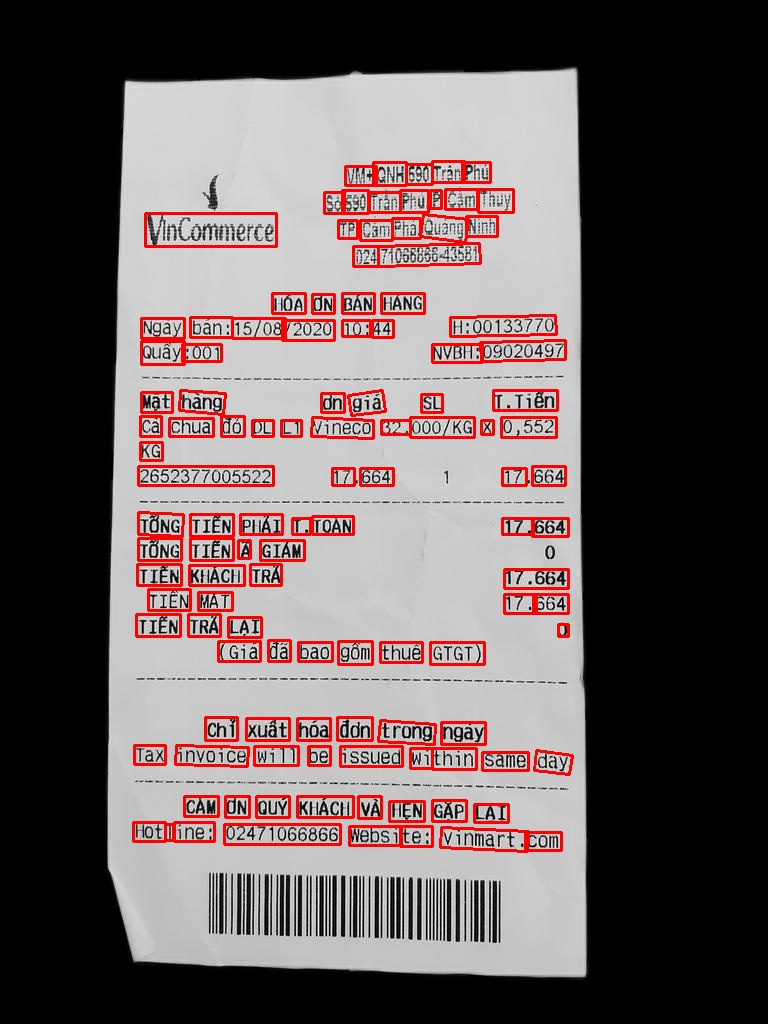 VinCommerce
VM+ QNH 590 Trần Phú
Số 590 Trần Phú P Cẩm Thủy
TP Cẩm Phả Quảng Ninh
024 71066866-43581
HÓA ĐƠN BÁN HÀNG
Ngày bán:15/08/2020 10:44 H:00133770
Quầy:001 NVBH:09020497
Mặt hàng Đơn giá SL T.Tiền
Cà chua đỏ DL L1 Vineco 32.000/KG X 0,552
KG
2652377005522 17.664 1 17.664
TỔNG TIỀN PHẢI T.TOÁN 17.664
TỔNG TIỀN ĐÃ GIẢM 0
TIỀN KHÁCH TRẢ 17.664
TIỀN MẶT 17.664
TIỀN TRẢ LẠI 0
(Giá đã bao gồm thuế GTGT)
Chỉ xuất hóa đơn trong ngày
Tax invoice will be issued within same day
CẢM ƠN QUÝ KHÁCH VÀ HẸN GẶP LẠI
Hotline: 02471066866 Website: Vinmart.com